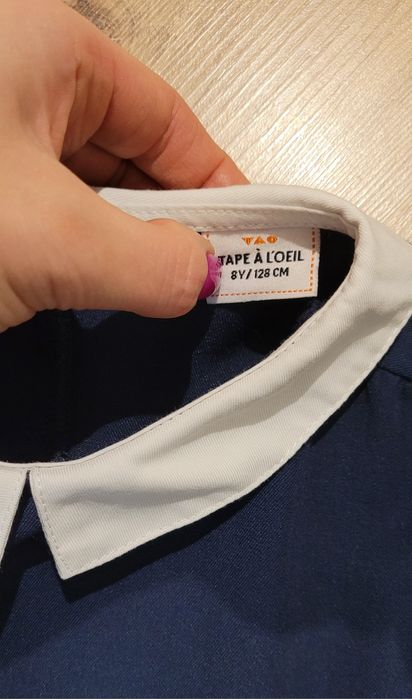 TAO
TAPE À L'OEIL
8Y/128 CM